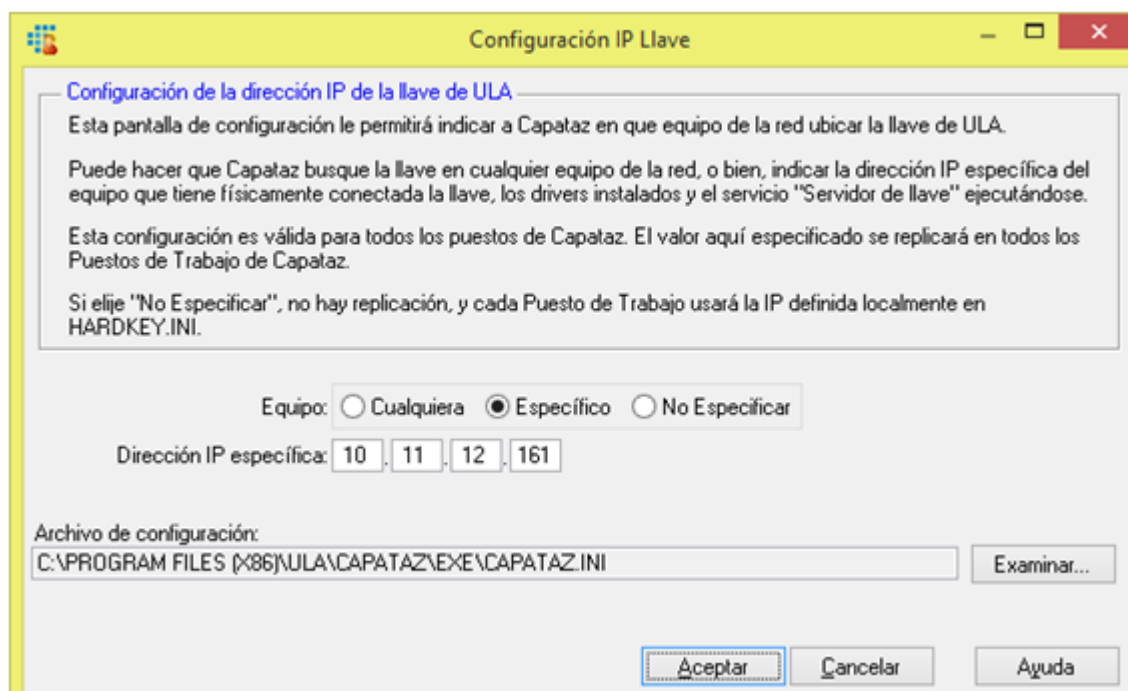 Configuración IP Llave
Configuración de la dirección IP de la llave de ULA
Esta pantalla de configuración le permitirá indicar a Capataz en que equipo de la red ubicar la llave de ULA.
Puede hacer que Capataz busque la llave en cualquier equipo de la red, o bien, indicar la dirección IP específica del
equipo que tiene físicamente conectada la llave, los drivers instalados y el servicio "Servidor de llave" ejecutándose.
Esta configuración es válida para todos los puestos de Capataz. El valor aquí especificado se replicará en todos los
Puestos de Trabajo de Capataz.
Si elije "No Especificar", no hay replicación, y cada Puesto de Trabajo usará la IP definida localmente en
HARDKEY.INI.
Equipo: Cualquiera Específico No Especificar
Dirección IP específica: 10 . 11 . 12 . 161
Archivo de configuración:
C:\PROGRAM FILES (X86)\ULA\CAPATAZ\EXE\CAPATAZ.INI Examinar...
Aceptar Cancelar Ayuda